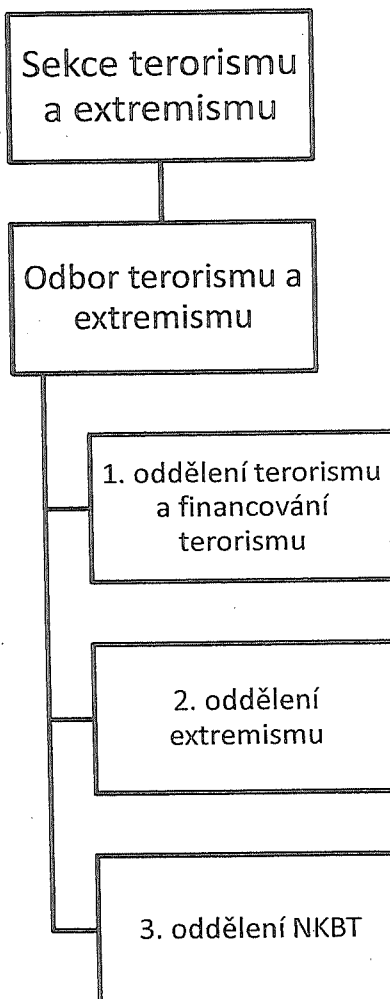 Sekce terorismu
a extremismu
Odbor terorismu a
extremismu
1. oddělení terorismu
a financování
terorismu
2. oddělení
extremismu
3. oddělení NKBT